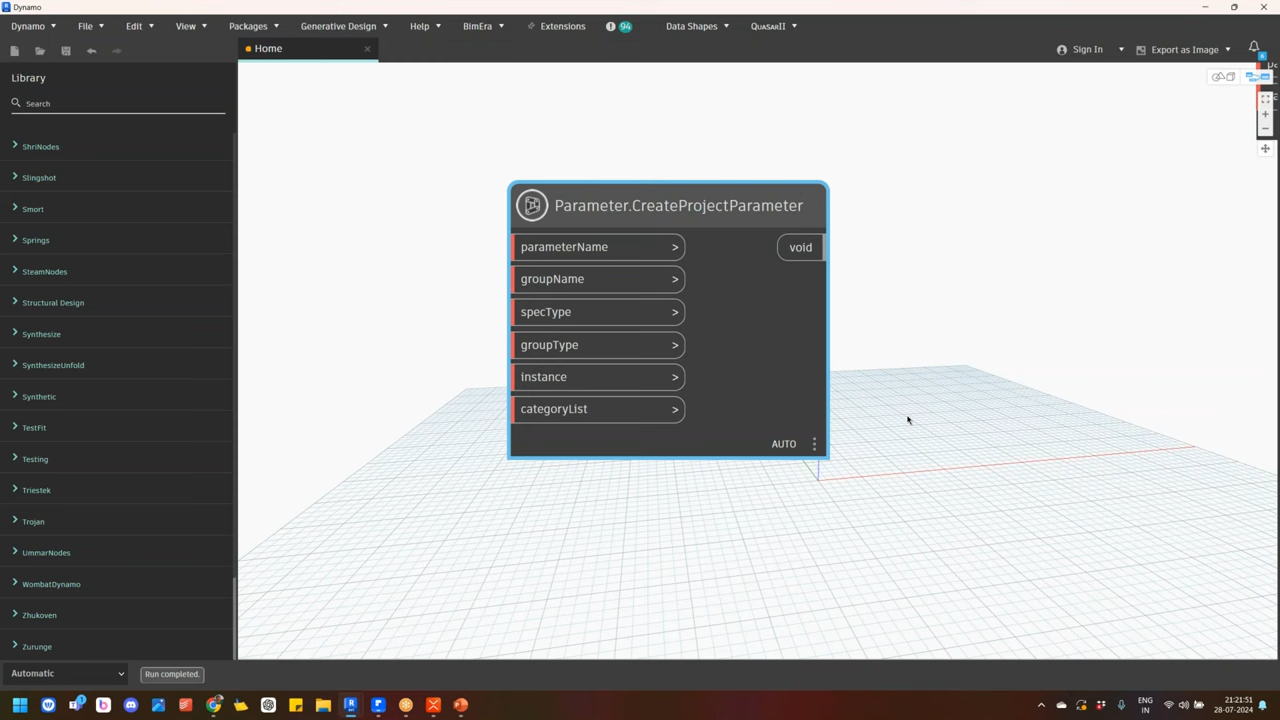 Dynamo
Dynamo File Edit View Packages Generative Design Help BimEra Extensions 94 Data Shapes QuasarII
Home
Sign In Export as Image
6
Library
Search
ShriNodes
Slingshot
Smort
Springs
SteamNodes
Structural Design
Synthesize
SynthesizeUnfold
Synthetic
TestFit
Testing
Triestek
Trojan
UmmarNodes
WombatDynamo
Zhukoven
Zurunge
Parameter.CreateProjectParameter
parameterName > void
groupName >
specType >
groupType >
instance >
categoryList >
AUTO
Automatic Run completed.
ENG 21:21:51
IN 28-07-2024